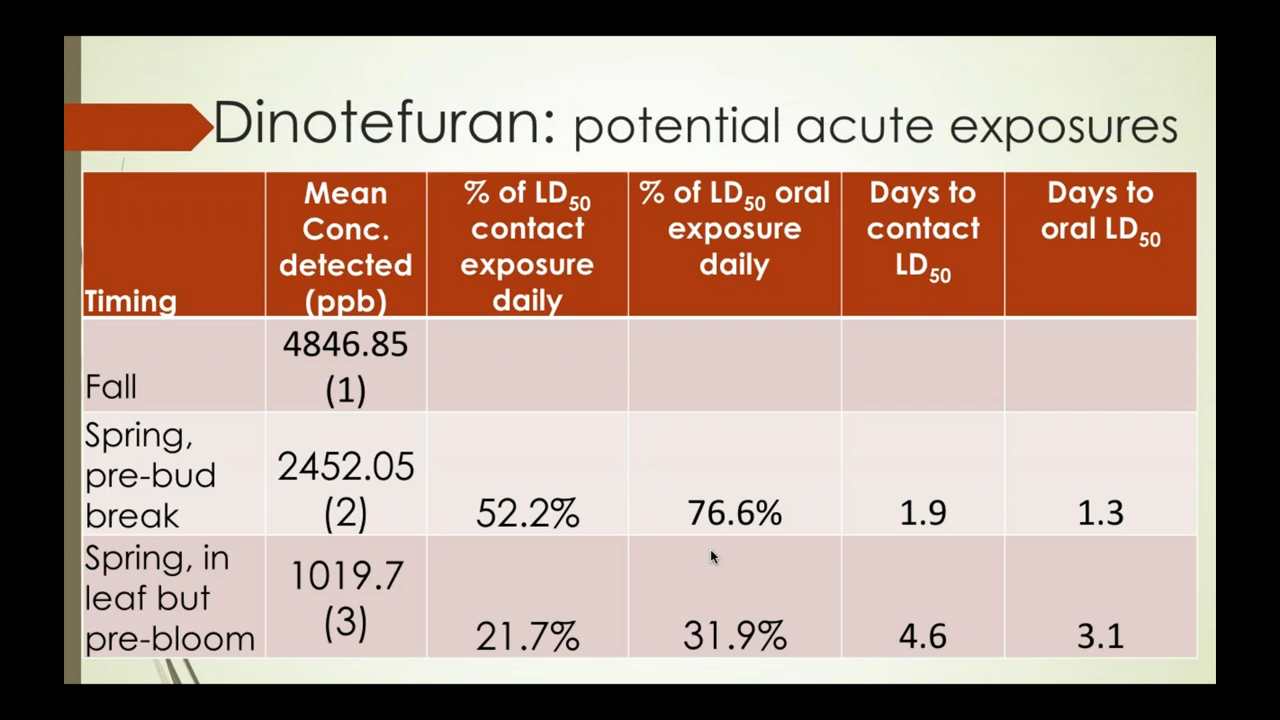 Dinotefuran: potential acute exposures
Timing
Mean
Conc.
detected
(ppb)
% of LD50
contact
exposure
daily
% of LD50 oral
exposure
daily
Days to
contact
LD50
Days to
oral LD50
Fall
4846.85
(1)
Spring,
pre-bud
break
2452.05
(2)
52.2%
76.6%
1.9
1.3
Spring, in
leaf but
pre-bloom
1019.7
(3)
21.7%
31.9%
4.6
3.1